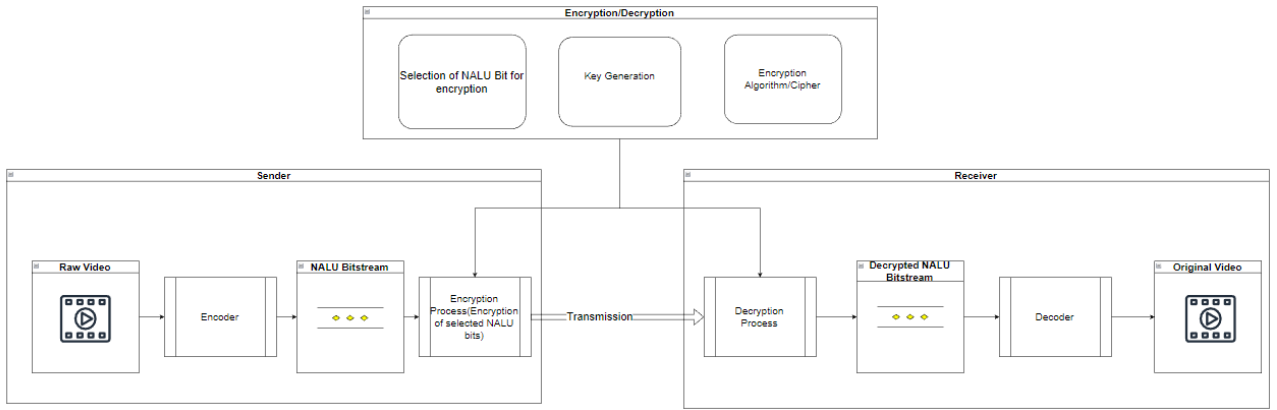 Encryption/Decryption
Selection of NALU Bit for
encryption
Key Generation
Encryption
Algorithm/Cipher
Sender
Raw Video
Encoder
NALU Bitstream
Encryption
Process(Encryption
of selected NALU
bits)
Transmission
Receiver
Decryption
Process
Decrypted NALU
Bitstream
Decoder
Original Video